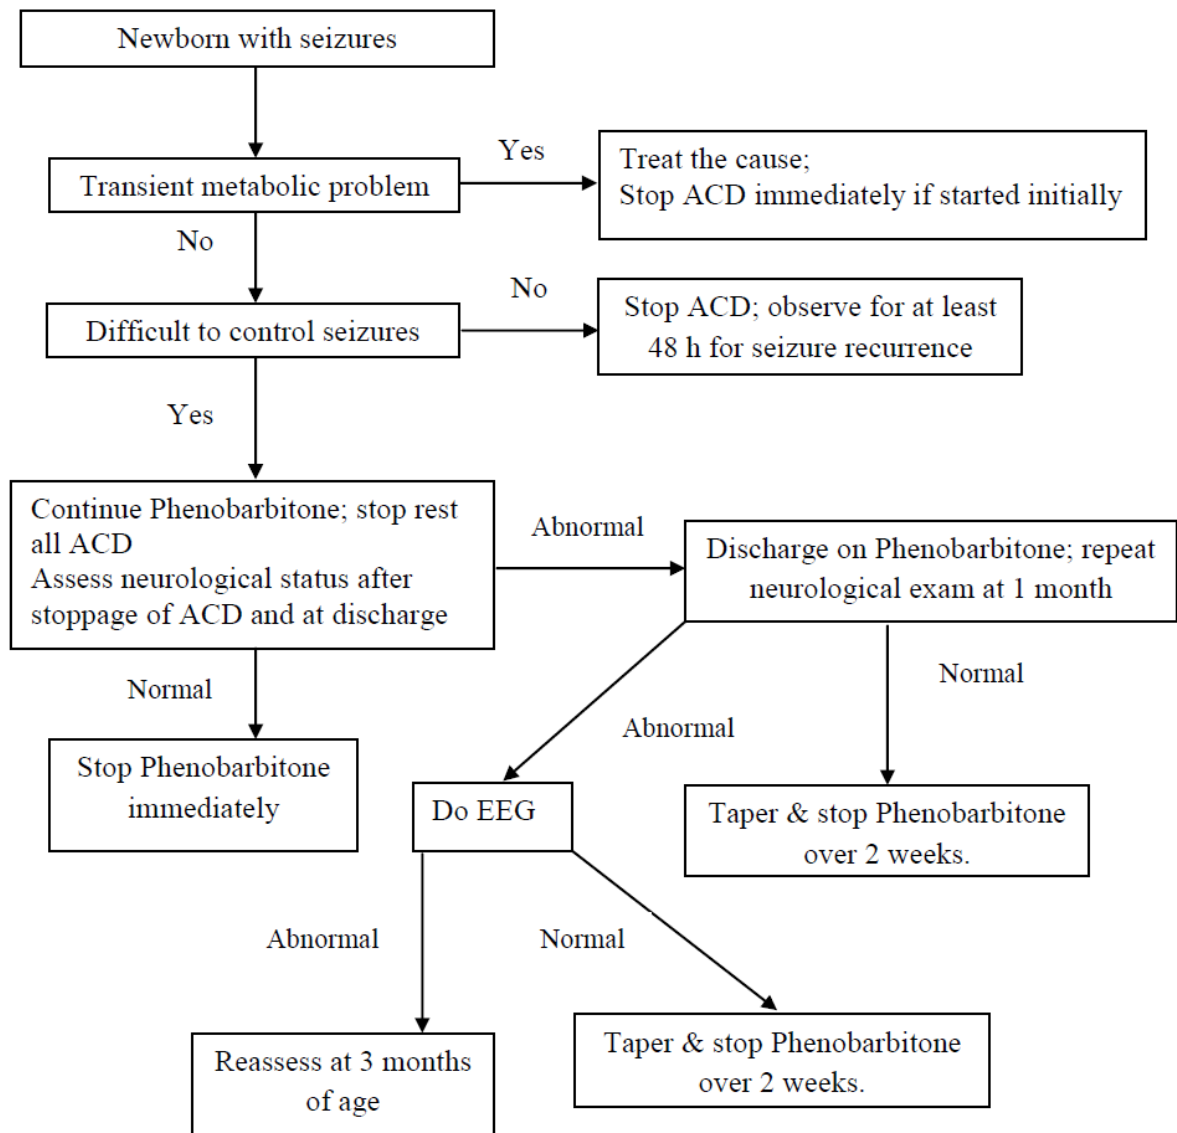 Newborn with seizures
Yes
Transient metabolic problem
Treat the cause;
Stop ACD immediately if started initially
No
No
Difficult to control seizures
Stop ACD; observe for at least
48 h for seizure recurrence
Yes
Continue Phenobarbitone; stop rest
all ACD
Assess neurological status after
stoppage of ACD and at discharge
Abnormal
Discharge on Phenobarbitone; repeat
neurological exam at 1 month
Normal
Normal
Abnormal
Stop Phenobarbitone
immediately
Do EEG
Taper & stop Phenobarbitone
over 2 weeks.
Abnormal
Normal
Reassess at 3 months
of age
Taper & stop Phenobarbitone
over 2 weeks.